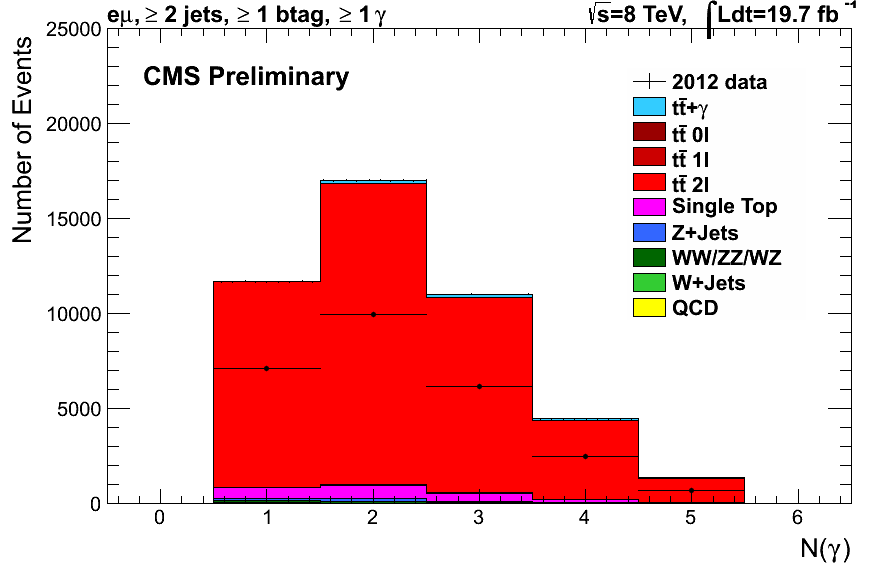 eμ, ≥ 2 jets, ≥ 1 btag, ≥ 1 γ
√s=8 TeV, ∫Ldt=19.7 fb⁻¹
CMS Preliminary
2012 data
tt̄+γ
tt̄ 0l
tt̄ 1l
tt̄ 2l
Single Top
Z+Jets
WW/ZZ/WZ
W+Jets
QCD
Number of Events
25000
20000
15000
10000
5000
0
0 1 2 3 4 5 6
N(γ)